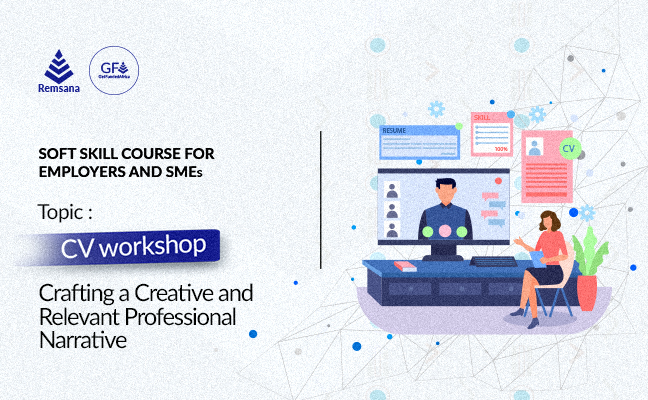 Remsana
GFA
GetFundedAfrica
SOFT SKILL COURSE FOR
EMPLOYERS AND SMEs
Topic :
CV workshop
Crafting a Creative and
Relevant Professional
Narrative
RESUME
SKILL
100%
CV